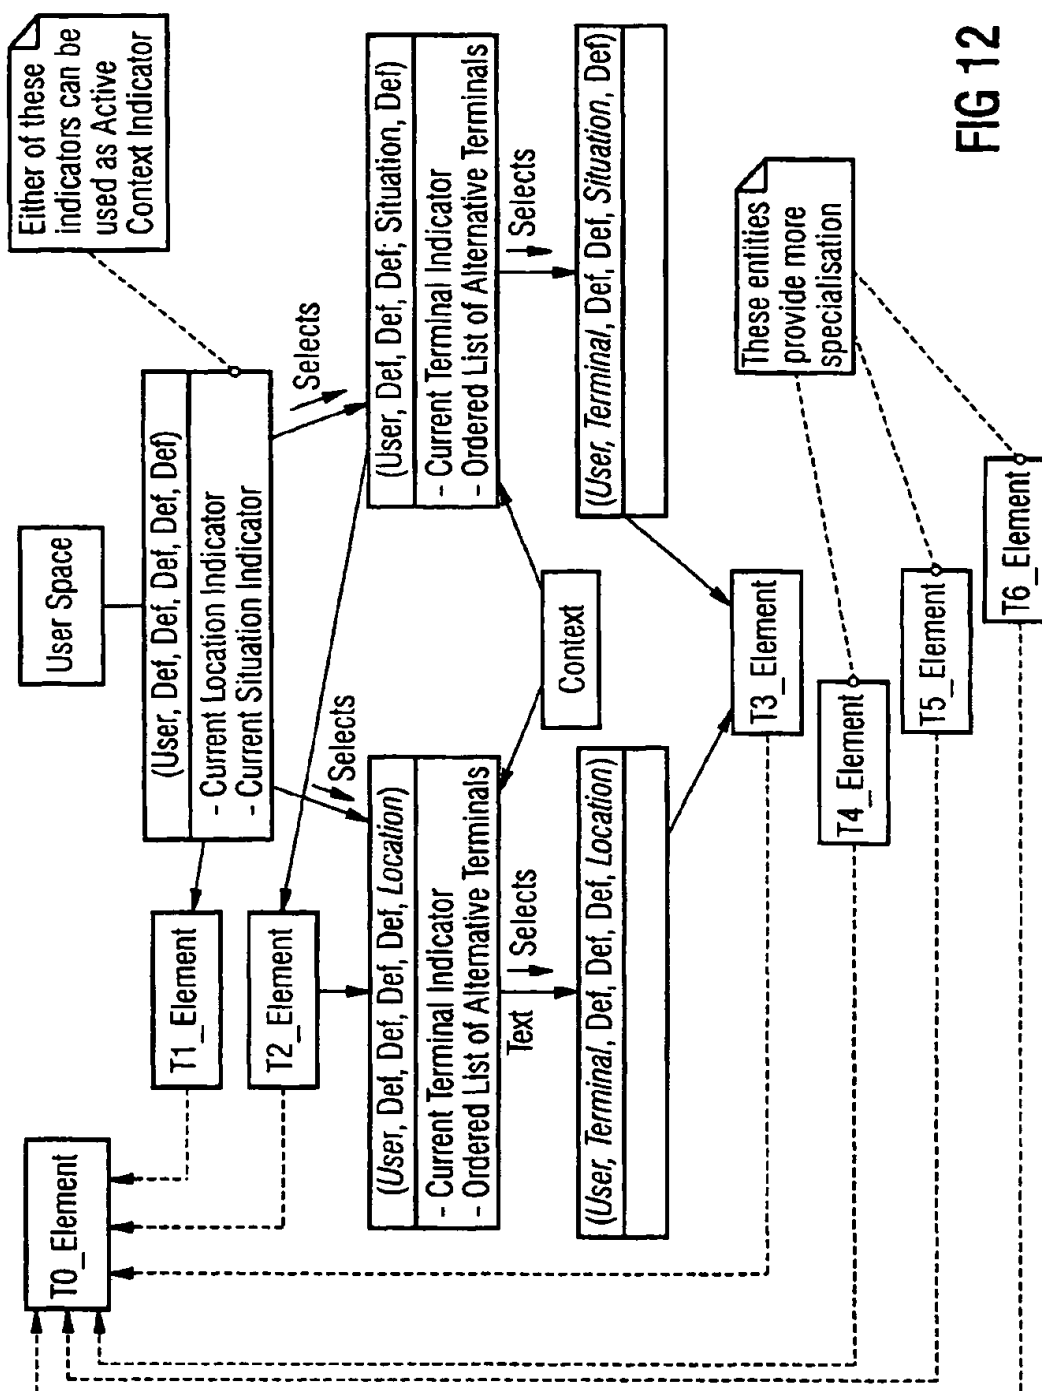 T0_Element
User Space
Either of these
indicators can be
used as Active
Context Indicator
T1_Element
(User, Def, Def, Def, Def, Def)
- Current Location Indicator
- Current Situation Indicator
T2_Element
Selects
Selects
(User, Def, Def, Def, Def, Location)
- Current Terminal Indicator
- Ordered List of Alternative Terminals
(User, Def, Def, Def; Situation, Def)
- Current Terminal Indicator
- Ordered List of Alternative Terminals
Text
Selects
Context
Selects
(User, Terminal, Def, Def, Def, Location)
(User, Terminal, Def, Def, Situation, Def)
T3_Element
These entities
provide more
specialisation
T4_Element
T5_Element
T6_Element
FIG 12